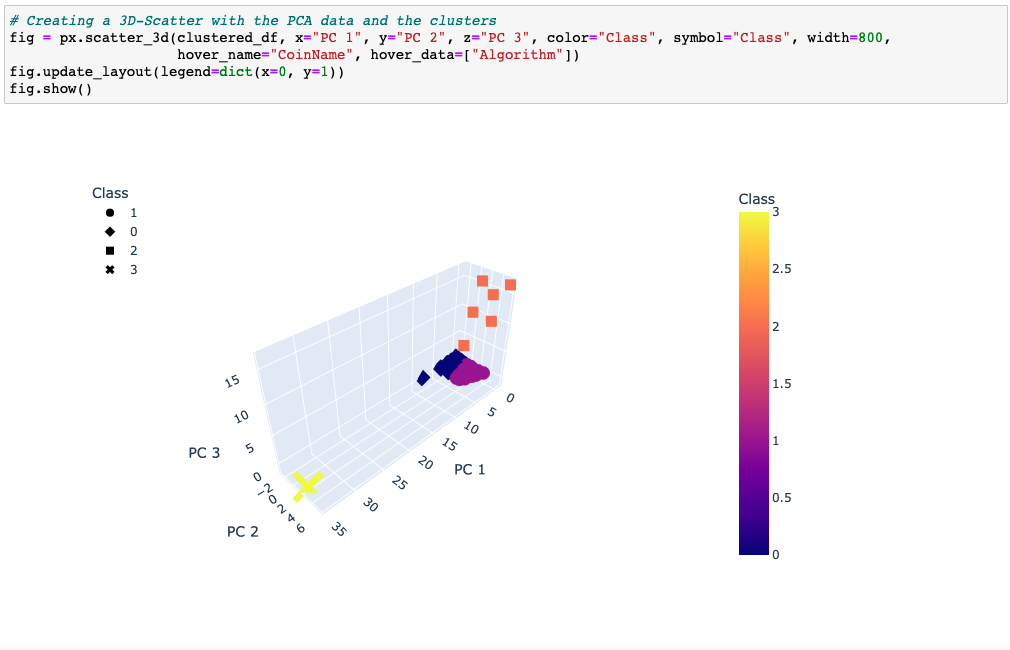 # Creating a 3D-Scatter with the PCA data and the clusters
fig = px.scatter_3d(clustered_df, x="PC 1", y="PC 2", z="PC 3", color="Class", symbol="Class", width=800,
hover_name="CoinName", hover_data=["Algorithm"])
fig.update_layout(legend=dict(x=0, y=1))
fig.show()
Class
1
0
2
3
15
10
5
0
PC 3
−2
0
2
4
6
PC 2
0
5
10
15
20
25
30
35
PC 1
Class
3
2.5
2
1.5
1
0.5
0